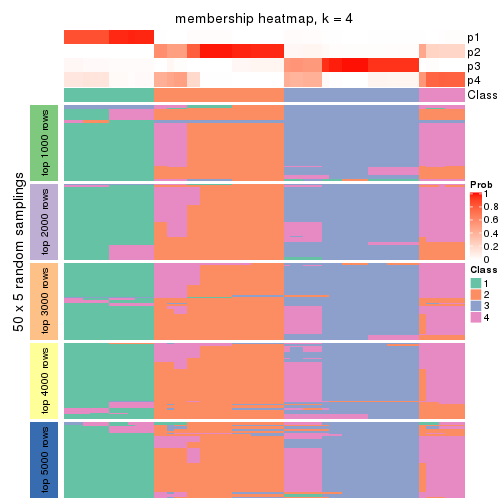 membership heatmap, k = 4
p1
p2
p3
p4
Class
50 x 5 random samplings
top 1000 rows
top 2000 rows
top 3000 rows
top 4000 rows
top 5000 rows
Prob
1
0.8
0.6
0.4
0.2
0
Class
1
2
3
4